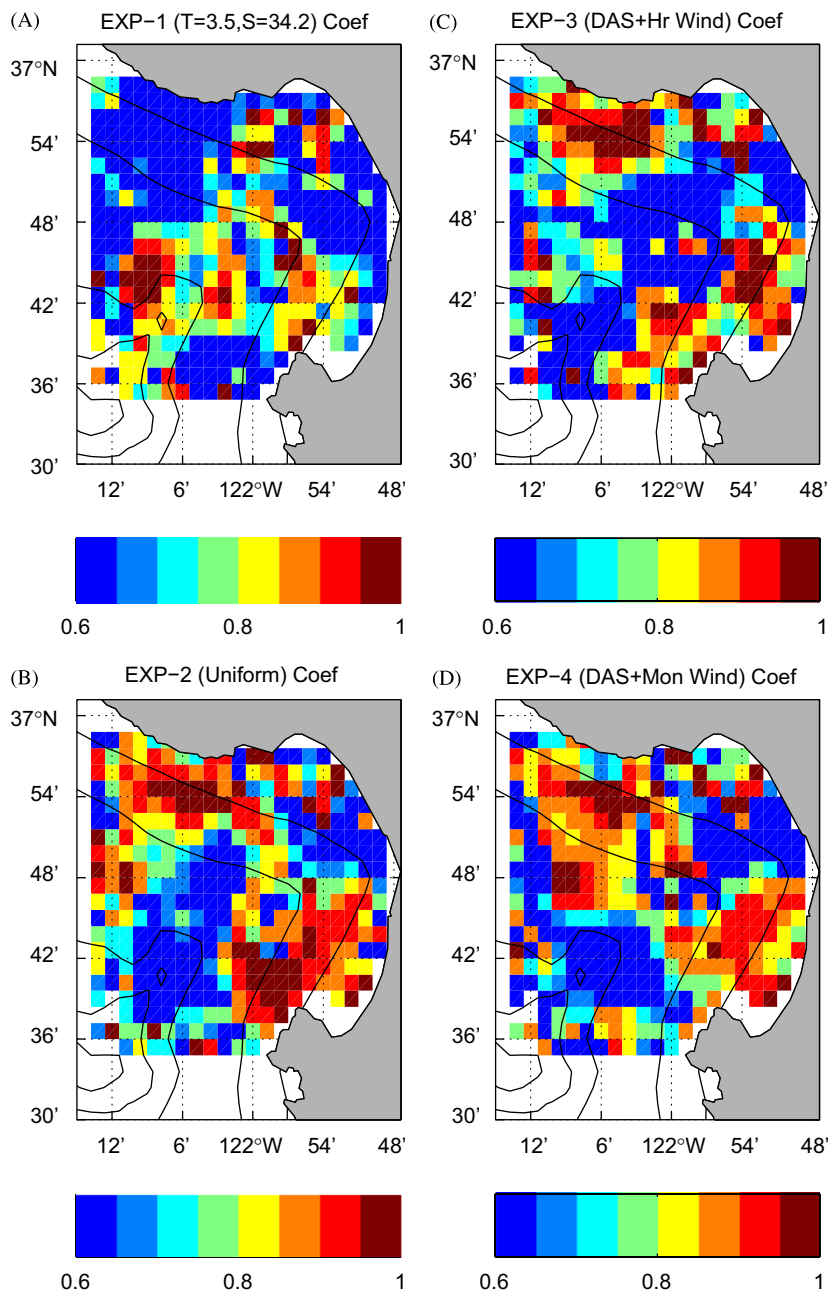 (A) EXP−1 (T=3.5,S=34.2) Coef
37°N
54'
48'
42'
36'
30'
12' 6' 122°W 54' 48'
0.6 0.8 1
(C) EXP−3 (DAS+Hr Wind) Coef
37°N
54'
48'
42'
36'
30'
12' 6' 122°W 54' 48'
0.6 0.8 1
(B) EXP−2 (Uniform) Coef
37°N
54'
48'
42'
36'
30'
12' 6' 122°W 54' 48'
0.6 0.8 1
(D) EXP−4 (DAS+Mon Wind) Coef
37°N
54'
48'
42'
36'
30'
12' 6' 122°W 54' 48'
0.6 0.8 1